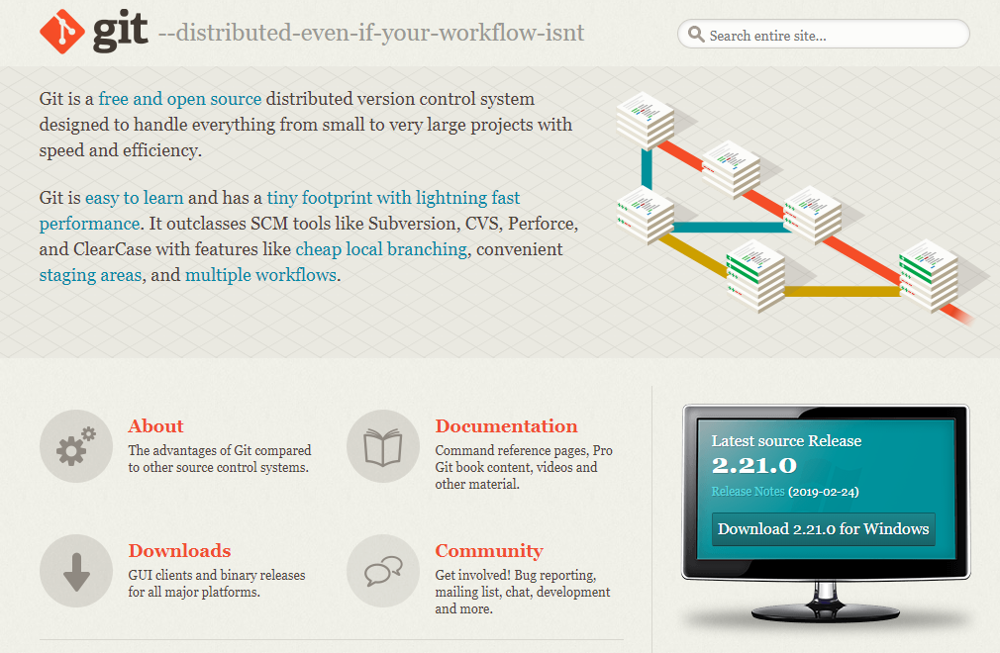 git --distributed-even-if-your-workflow-isnt
Search entire site...
Git is a free and open source distributed version control system
designed to handle everything from small to very large projects with
speed and efficiency.
Git is easy to learn and has a tiny footprint with lightning fast
performance. It outclasses SCM tools like Subversion, CVS, Perforce,
and ClearCase with features like cheap local branching, convenient
staging areas, and multiple workflows.
About
The advantages of Git compared
to other source control systems.
Documentation
Command reference pages, Pro
Git book content, videos and
other material.
Downloads
GUI clients and binary releases
for all major platforms.
Community
Get involved! Bug reporting,
mailing list, chat, development
and more.
Latest source Release
2.21.0
Release Notes (2019-02-24)
Download 2.21.0 for Windows